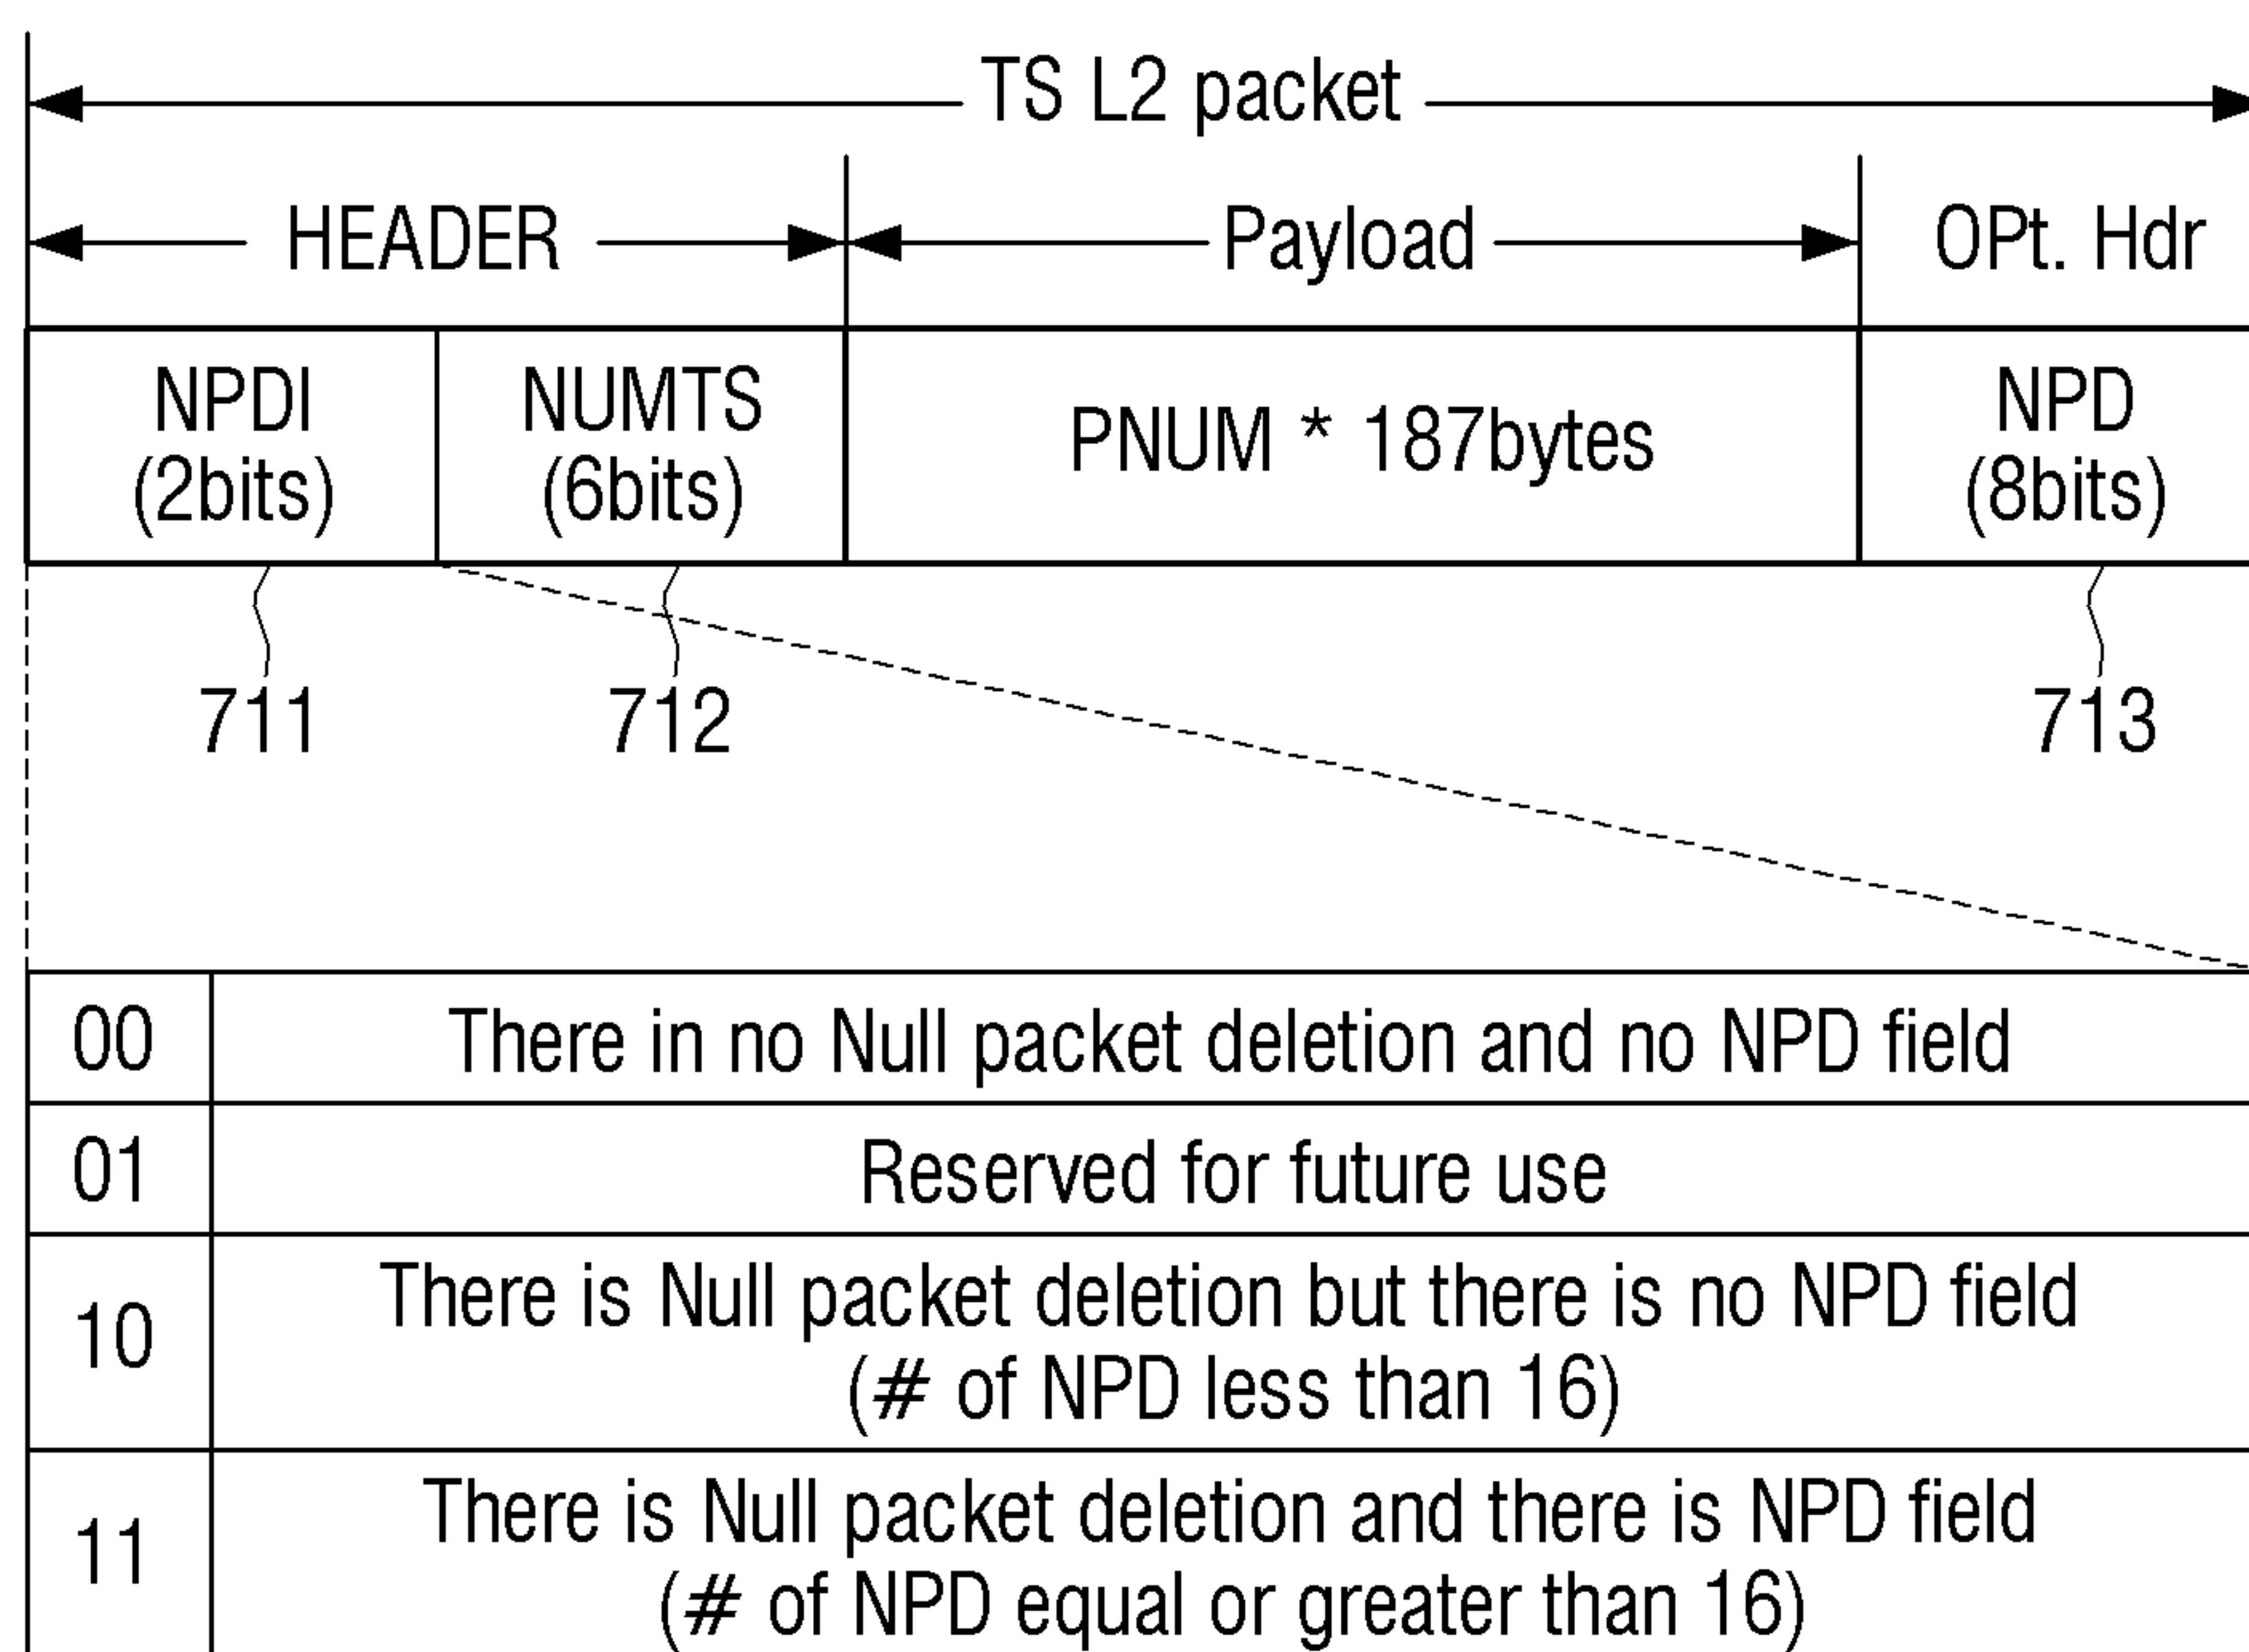 TS L2 packet
HEADER Payload OPt. Hdr
NPDI NUMTS PNUM * 187bytes NPD
(2bits) (6bits) (8bits)
711 712 713
00 There in no Null packet deletion and no NPD field
01 Reserved for future use
10 There is Null packet deletion but there is no NPD field
(# of NPD less than 16)
11 There is Null packet deletion and there is NPD field
(# of NPD equal or greater than 16)